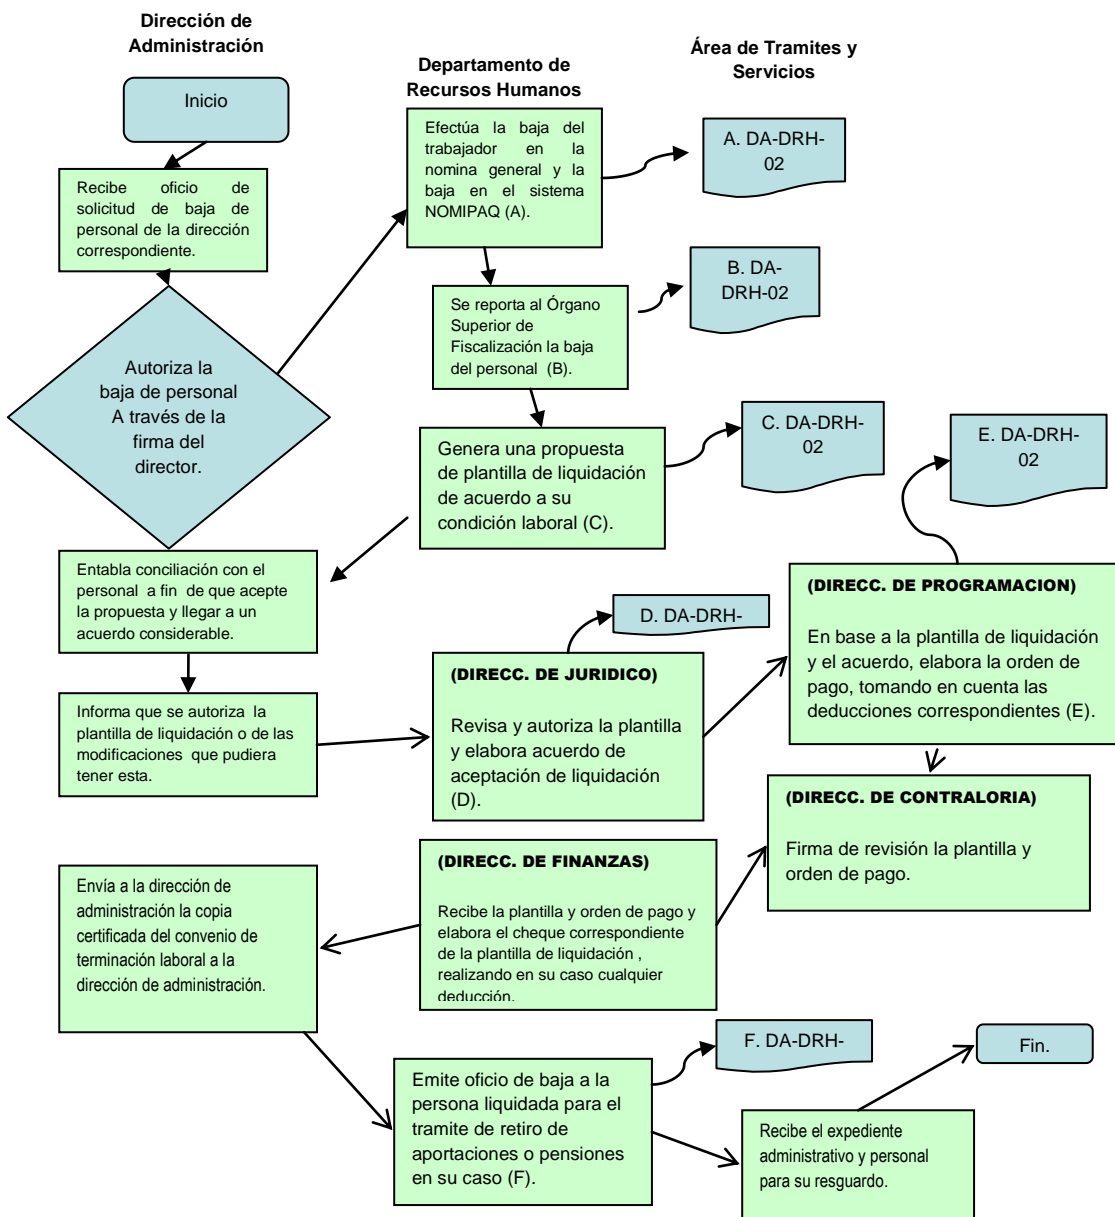 Dirección de
Administración
Departamento de
Recursos Humanos
Área de Tramites y
Servicios
Inicio
Recibe oficio de
solicitud de baja de
personal de la dirección
correspondiente.
Autoriza la
baja de personal
A través de la
firma del
director.
Efectúa la baja del
trabajador en la
nomina general y la
baja en el sistema
NOMIPAQ (A).
A. DA-DRH-
02
Se reporta al Órgano
Superior de
Fiscalización la baja
del personal (B).
B. DA-
DRH-02
Genera una propuesta
de plantilla de liquidación
de acuerdo a su
condición laboral (C).
C. DA-DRH-
02
E. DA-DRH-
02
Entabla conciliación con el
personal a fin de que acepte
la propuesta y llegar a un
acuerdo considerable.
Informa que se autoriza la
plantilla de liquidación o de las
modificaciones que pudiera
tener esta.
D. DA-DRH-
(DIRECC. DE JURIDICO)
Revisa y autoriza la plantilla
y elabora acuerdo de
aceptación de liquidación
(D).
(DIRECC. DE PROGRAMACION)
En base a la plantilla de liquidación
y el acuerdo, elabora la orden de
pago, tomando en cuenta las
deducciones correspondientes (E).
(DIRECC. DE CONTRALORIA)
Firma de revisión la plantilla y
orden de pago.
(DIRECC. DE FINANZAS)
Recibe la plantilla y orden de pago y
elabora el cheque correspondiente
de la plantilla de liquidación ,
realizando en su caso cualquier
deducción.
Envía a la dirección de
administración la copia
certificada del convenio de
terminación laboral a la
dirección de administración.
Emite oficio de baja a la
persona liquidada para el
tramite de retiro de
aportaciones o pensiones
en su caso (F).
F. DA-DRH-
Recibe el expediente
administrativo y personal
para su resguardo.
Fin.